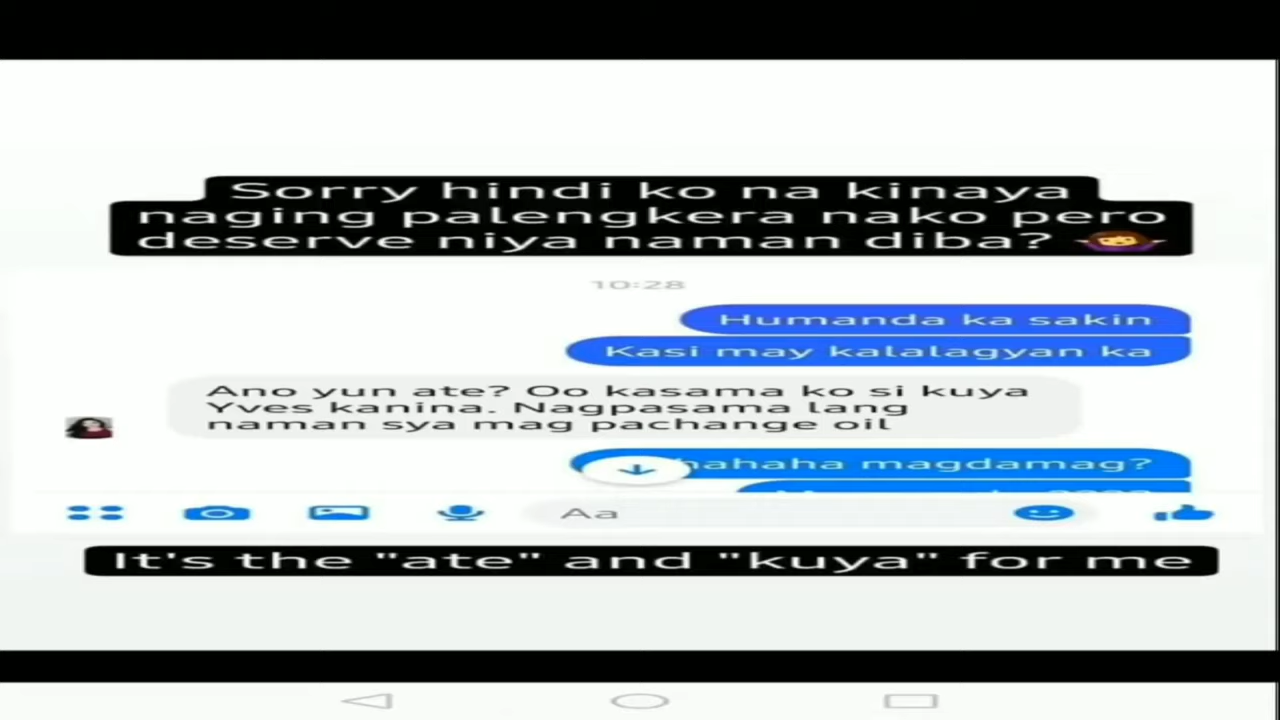 Sorry hindi ko na kinaya
naging palengkera nako pero
deserve niya naman diba? 🤷‍♀️
10:28
Humanda ka sakin
Kasi may kalalagyan ka
Ano yun ate? Oo kasama ko si kuya
Yves kanina. Nagpasama lang
naman sya mag pachange oil
hahaha magdamag?
Aa
It's the "ate" and "kuya" for me